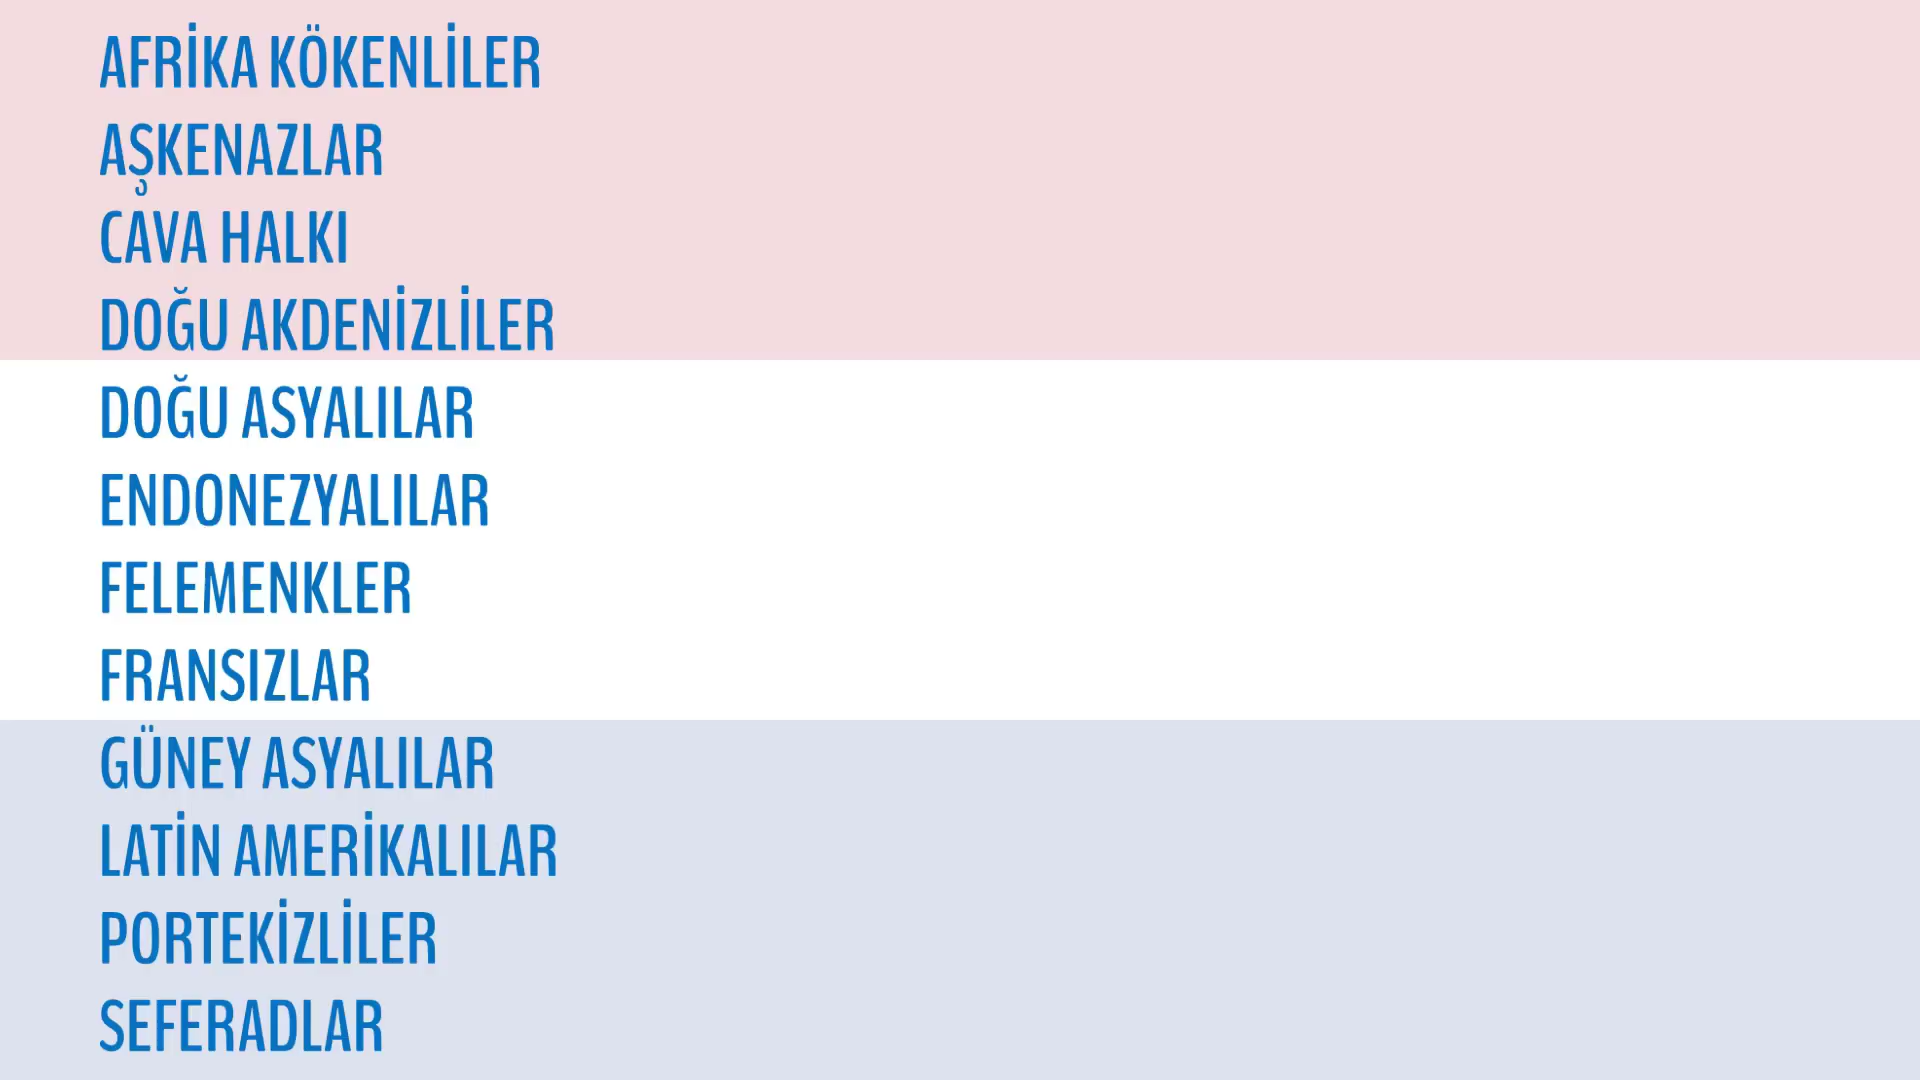 AFRİKA KÖKENLİLER
AŞKENAZLAR
CAVA HALKI
DOĞU AKDENİZLİLER
DOĞU ASYALILAR
ENDONEZYALILAR
FELEMENKLER
FRANSIZLAR
GÜNEY ASYALILAR
LATİN AMERİKALILAR
PORTEKİZLİLER
SEFERADLAR